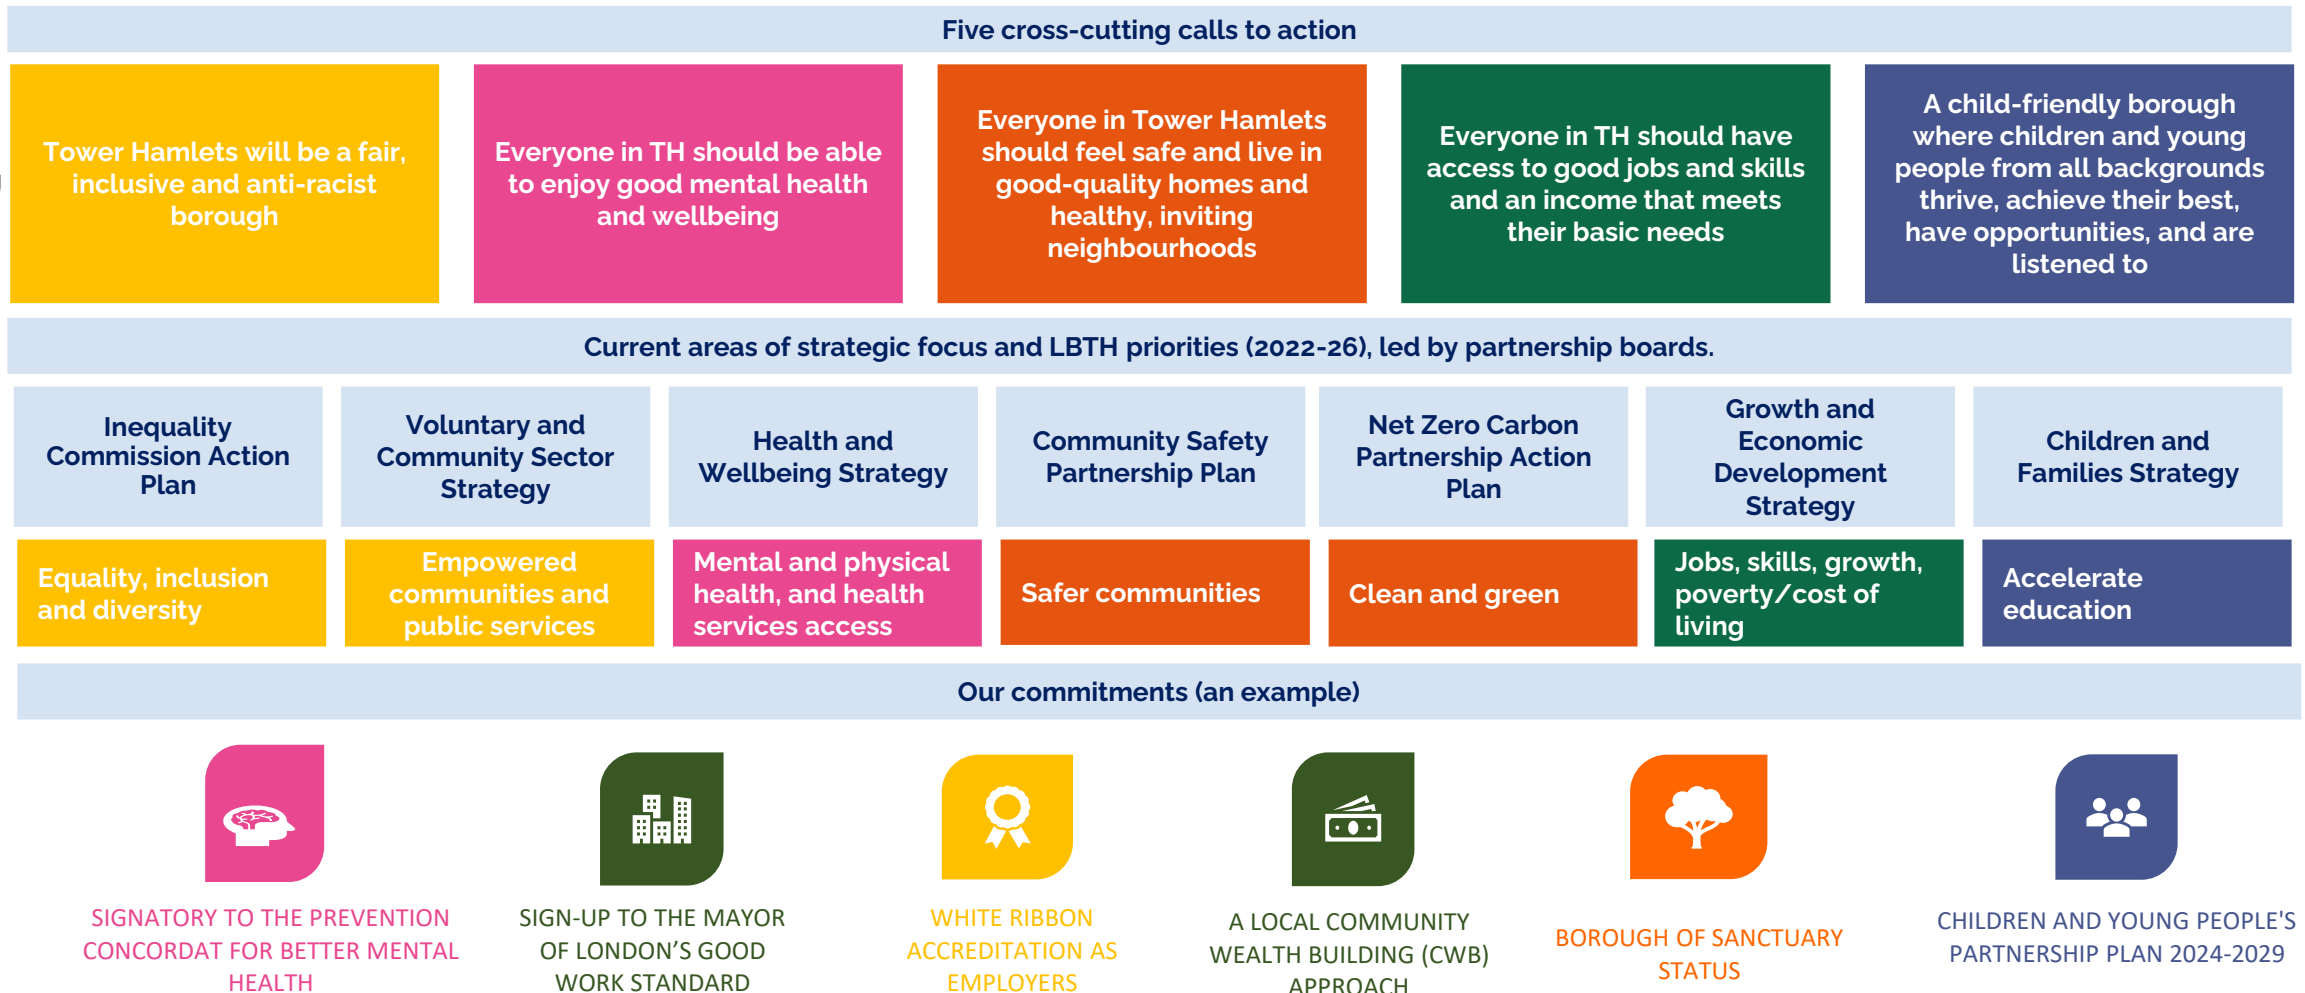 Five cross-cutting calls to action
Tower Hamlets will be a fair,
inclusive and anti-racist
borough
Everyone in TH should be able
to enjoy good mental health
and wellbeing
Everyone in Tower Hamlets
should feel safe and live in
good-quality homes and
healthy, inviting
neighbourhoods
Everyone in TH should have
access to good jobs and skills
and an income that meets
their basic needs
A child-friendly borough
where children and young
people from all backgrounds
thrive, achieve their best,
have opportunities, and are
listened to
Current areas of strategic focus and LBTH priorities (2022-26), led by partnership boards.
Inequality
Commission Action
Plan
Voluntary and
Community Sector
Strategy
Health and
Wellbeing Strategy
Community Safety
Partnership Plan
Net Zero Carbon
Partnership Action
Plan
Growth and
Economic
Development
Strategy
Children and
Families Strategy
Equality, inclusion
and diversity
Empowered
communities and
public services
Mental and physical
health, and health
services access
Safer communities
Clean and green
Jobs, skills, growth,
poverty/cost of
living
Accelerate
education
Our commitments (an example)
SIGNATORY TO THE PREVENTION
CONCORDAT FOR BETTER MENTAL
HEALTH
SIGN-UP TO THE MAYOR
OF LONDON’S GOOD
WORK STANDARD
WHITE RIBBON
ACCREDITATION AS
EMPLOYERS
A LOCAL COMMUNITY
WEALTH BUILDING (CWB)
APPROACH
BOROUGH OF SANCTUARY
STATUS
CHILDREN AND YOUNG PEOPLE'S
PARTNERSHIP PLAN 2024-2029